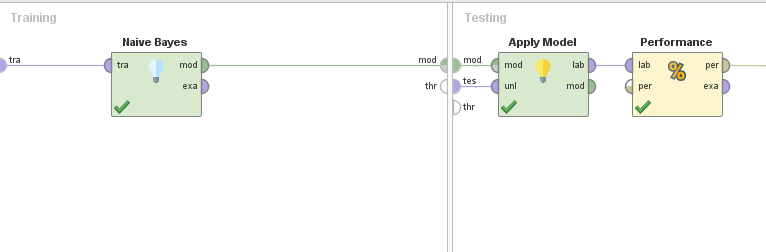 Training
Testing
Naive Bayes
Apply Model
Performance
tra
tra
mod
mod
mod
mod
lab
lab
per
exa
thr
tes
unl
mod
per
exa
thr
%